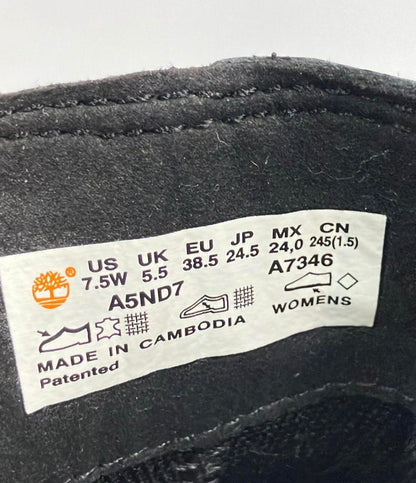 US UK EU JP MX CN
7.5W 5.5 38.5 24.5 24,0 245(1.5)
A5ND7 A7346
WOMENS
MADE IN CAMBODIA
Patented